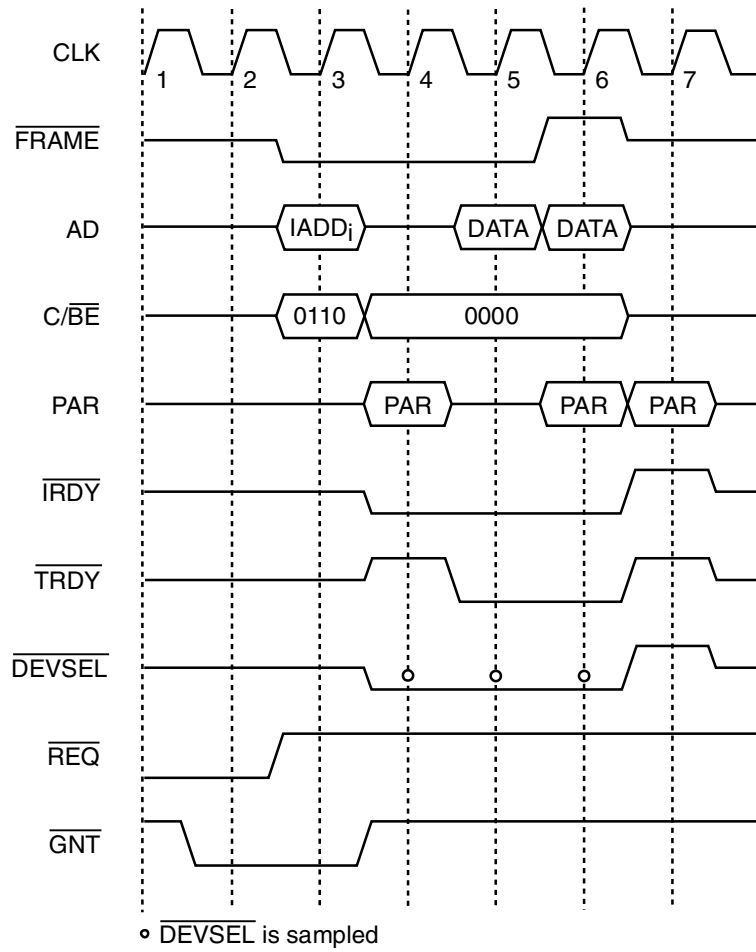 CLK
1 2 3 4 5 6 7
FRAME
AD IADDi DATA DATA
C/BE 0110 0000
PAR PAR PAR PAR
IRDY
TRDY
DEVSEL
REQ
GNT
DEVSEL is sampled